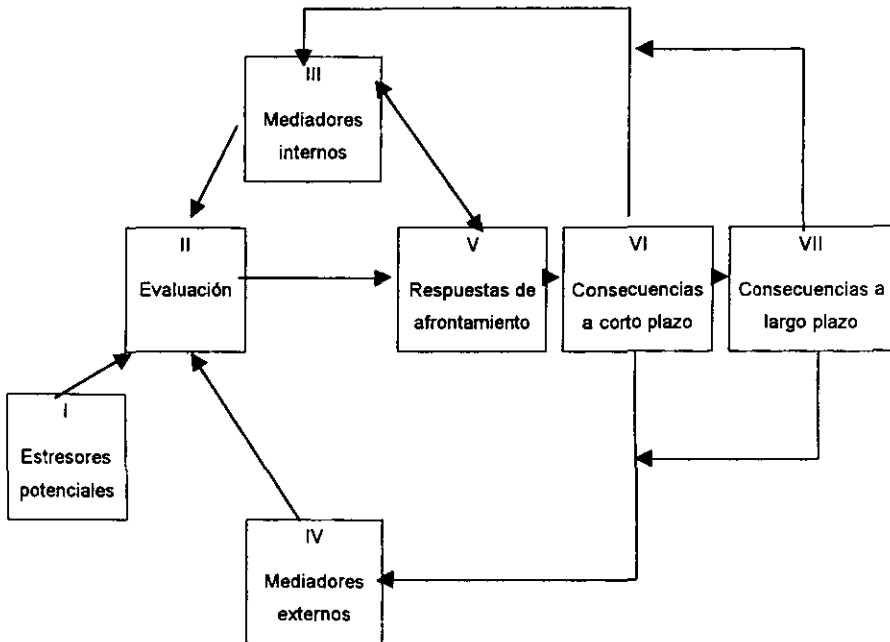 III
Mediadores
internos
II
Evaluación
V
Respuestas de
afrontamiento
VI
Consecuencias
a corto plazo
VII
Consecuencias a
largo plazo
I
Estresores
potenciales
IV
Mediadores
externos